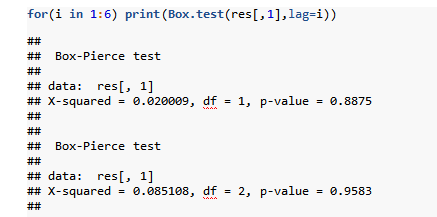 for(i in 1:6) print(Box.test(res[,1],lag=i))
##
##  Box-Pierce test
##
## data:  res[, 1]
## X-squared = 0.020009, df = 1, p-value = 0.8875
##
##
##  Box-Pierce test
##
## data:  res[, 1]
## X-squared = 0.085108, df = 2, p-value = 0.9583
##